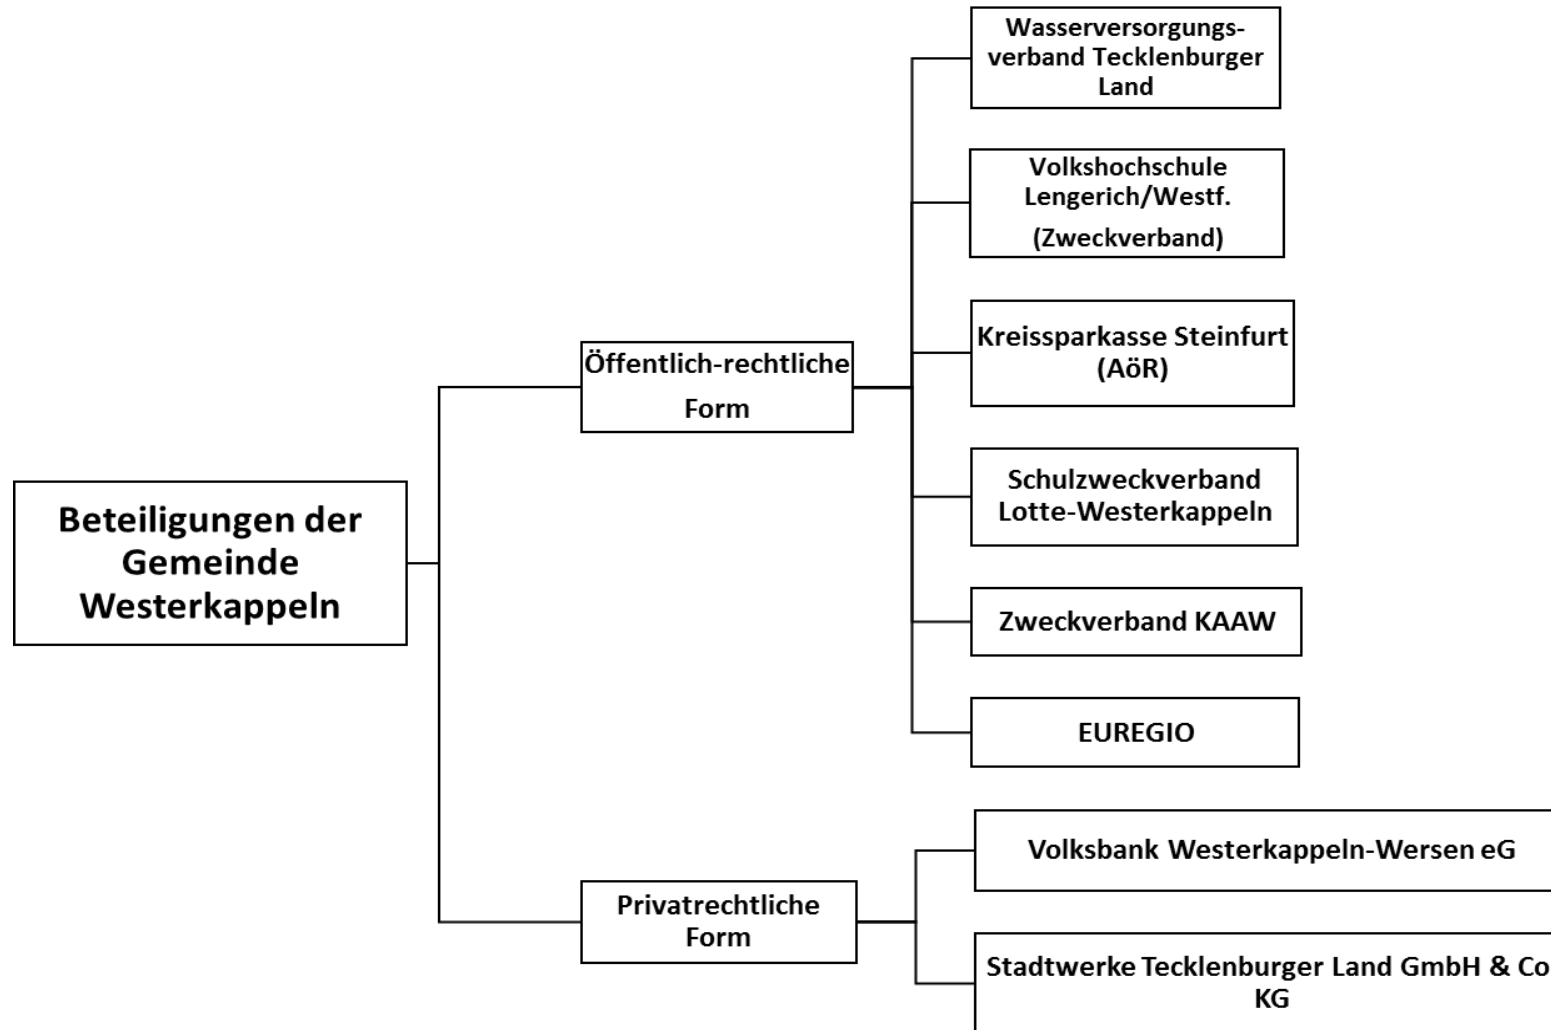 Wasserversorgungs-
verband Tecklenburger
Land
Volkshochschule
Lengerich/Westf.
(Zweckverband)
Kreissparkasse Steinfurt
(AöR)
Öffentlich-rechtliche
Form
Schulzweckverband
Lotte-Westerkappeln
Beteiligungen der
Gemeinde
Westerkappeln
Zweckverband KAAW
EUREGIO
Volksbank Westerkappeln-Wersen eG
Privatrechtliche
Form
Stadtwerke Tecklenburger Land GmbH & Co
KG